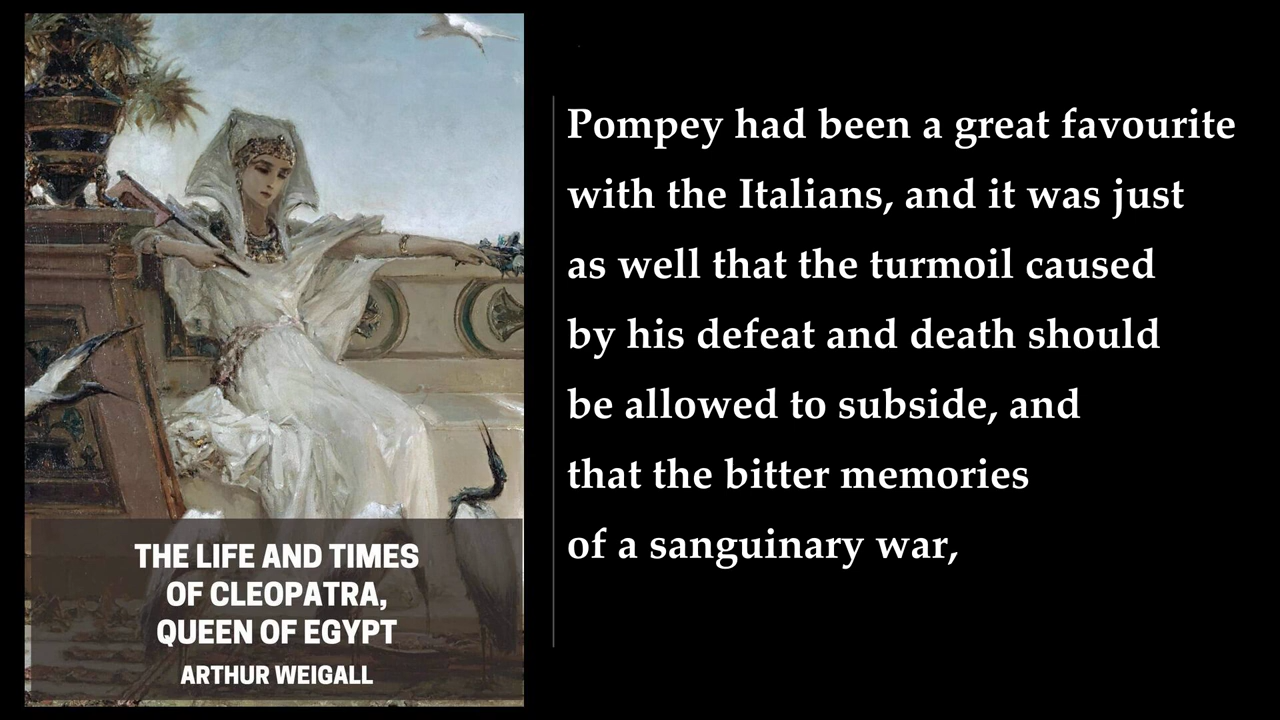 THE LIFE AND TIMES
OF CLEOPATRA,
QUEEN OF EGYPT
ARTHUR WEIGALL
Pompey had been a great favourite
with the Italians, and it was just
as well that the turmoil caused
by his defeat and death should
be allowed to subside, and
that the bitter memories
of a sanguinary war,